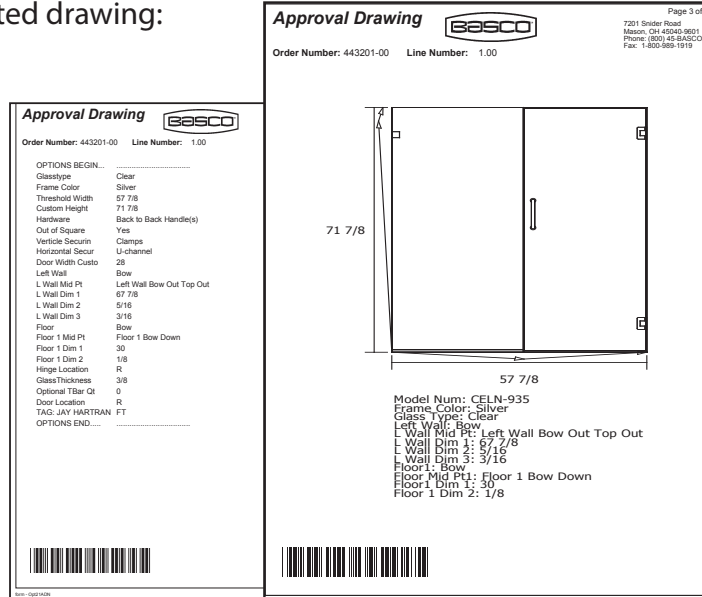 ted drawing:
Approval Drawing BASCO
Order Number: 443201-00 Line Number: 1.00
OPTIONS BEGIN... ..................................
Glasstype Clear
Frame Color Silver
Threshold Width 57 7/8
Custom Height 71 7/8
Hardware Back to Back Handle(s)
Out of Square Yes
Verticle Securin Clamps
Horizontal Secur U-channel
Door Width Custo 28
Left Wall Bow
L Wall Mid Pt Left Wall Bow Out Top Out
L Wall Dim 1 67 7/8
L Wall Dim 2 5/16
L Wall Dim 3 3/16
Floor Bow
Floor 1 Mid Pt Floor 1 Bow Down
Floor 1 Dim 1 30
Floor 1 Dim 2 1/8
Hinge Location R
GlassThickness 3/8
Optional TBar Qt 0
Door Location R
TAG: JAY HARTRAN FT
OPTIONS END..... ..................................
form - Opt21ADN
Approval Drawing BASCO
Page 3 of
7201 Snider Road
Mason, OH 45040-9601
Phone: (800) 45-BASCO
Fax: 1-800-989-1919
Order Number: 443201-00 Line Number: 1.00
71 7/8
57 7/8
Model Num: CELN-935
Frame Color: Silver
Glass Type: Clear
Left Wall: Bow
L Wall Mid Pt: Left Wall Bow Out Top Out
L Wall Dim 1: 67 7/8
L Wall Dim 2: 5/16
L Wall Dim 3: 3/16
Floor1: Bow
Floor Mid Pt1: Floor 1 Bow Down
Floor1 Dim 1: 30
Floor 1 Dim 2: 1/8